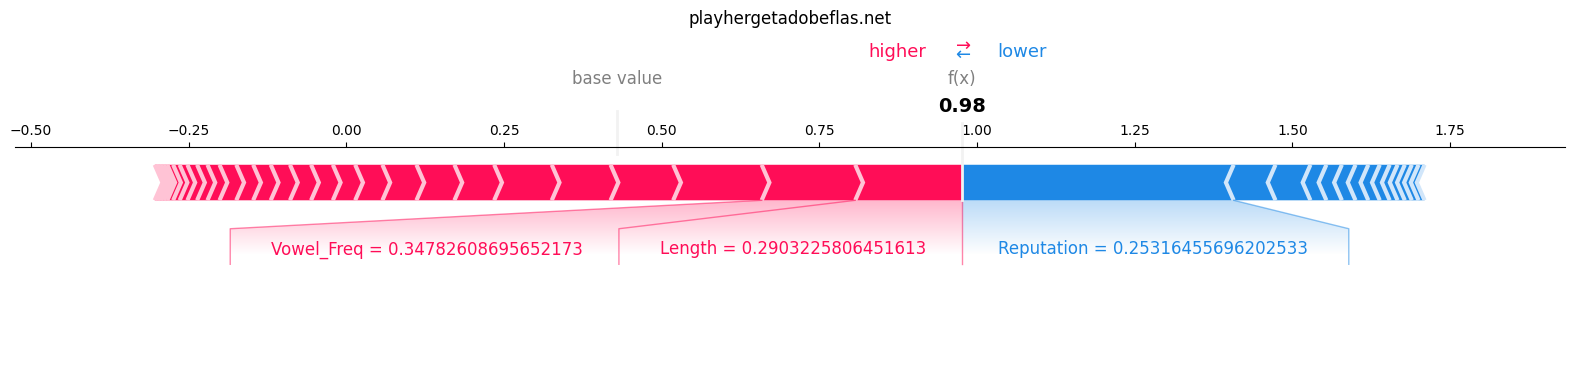 playhergetadobeflas.net
higher ⇄ lower
base value f(x)
0.98
−0.50 −0.25 0.00 0.25 0.50 0.75 1.00 1.25 1.50 1.75
Vowel_Freq = 0.34782608695652173 Length = 0.2903225806451613 Reputation = 0.25316455696202533